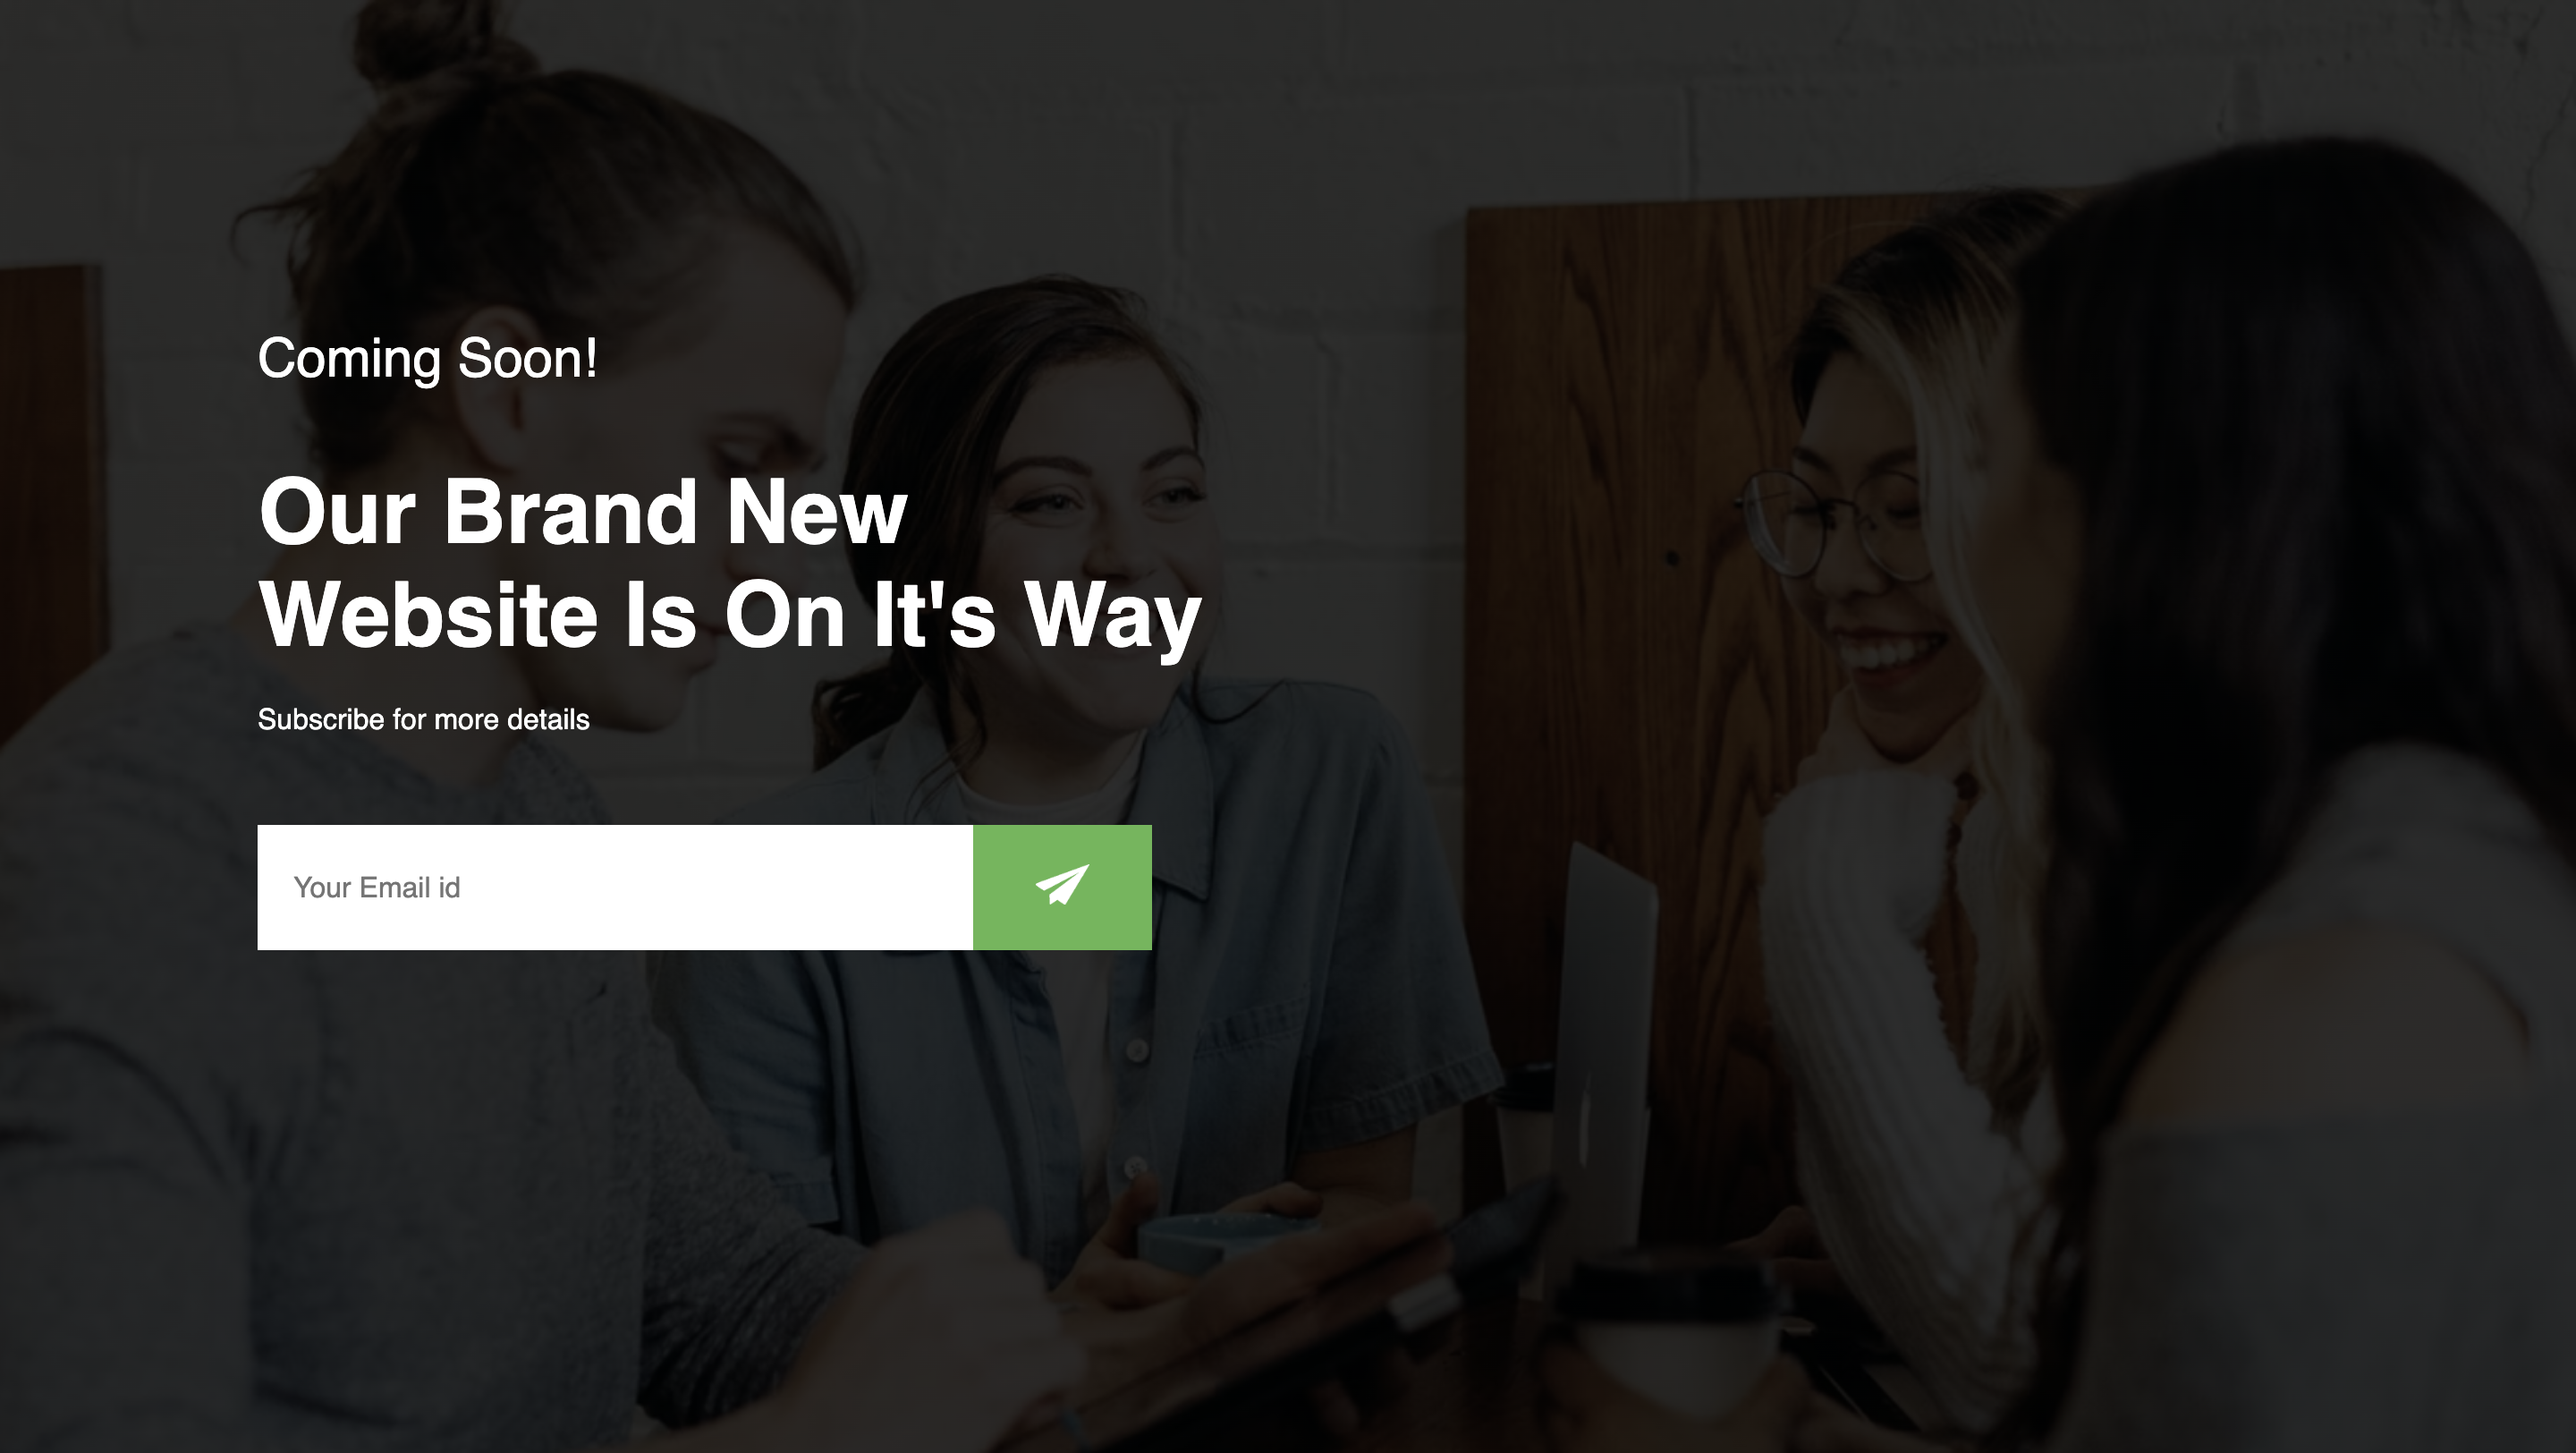 Coming Soon!
Our Brand New
Website Is On It's Way
Subscribe for more details
Your Email id